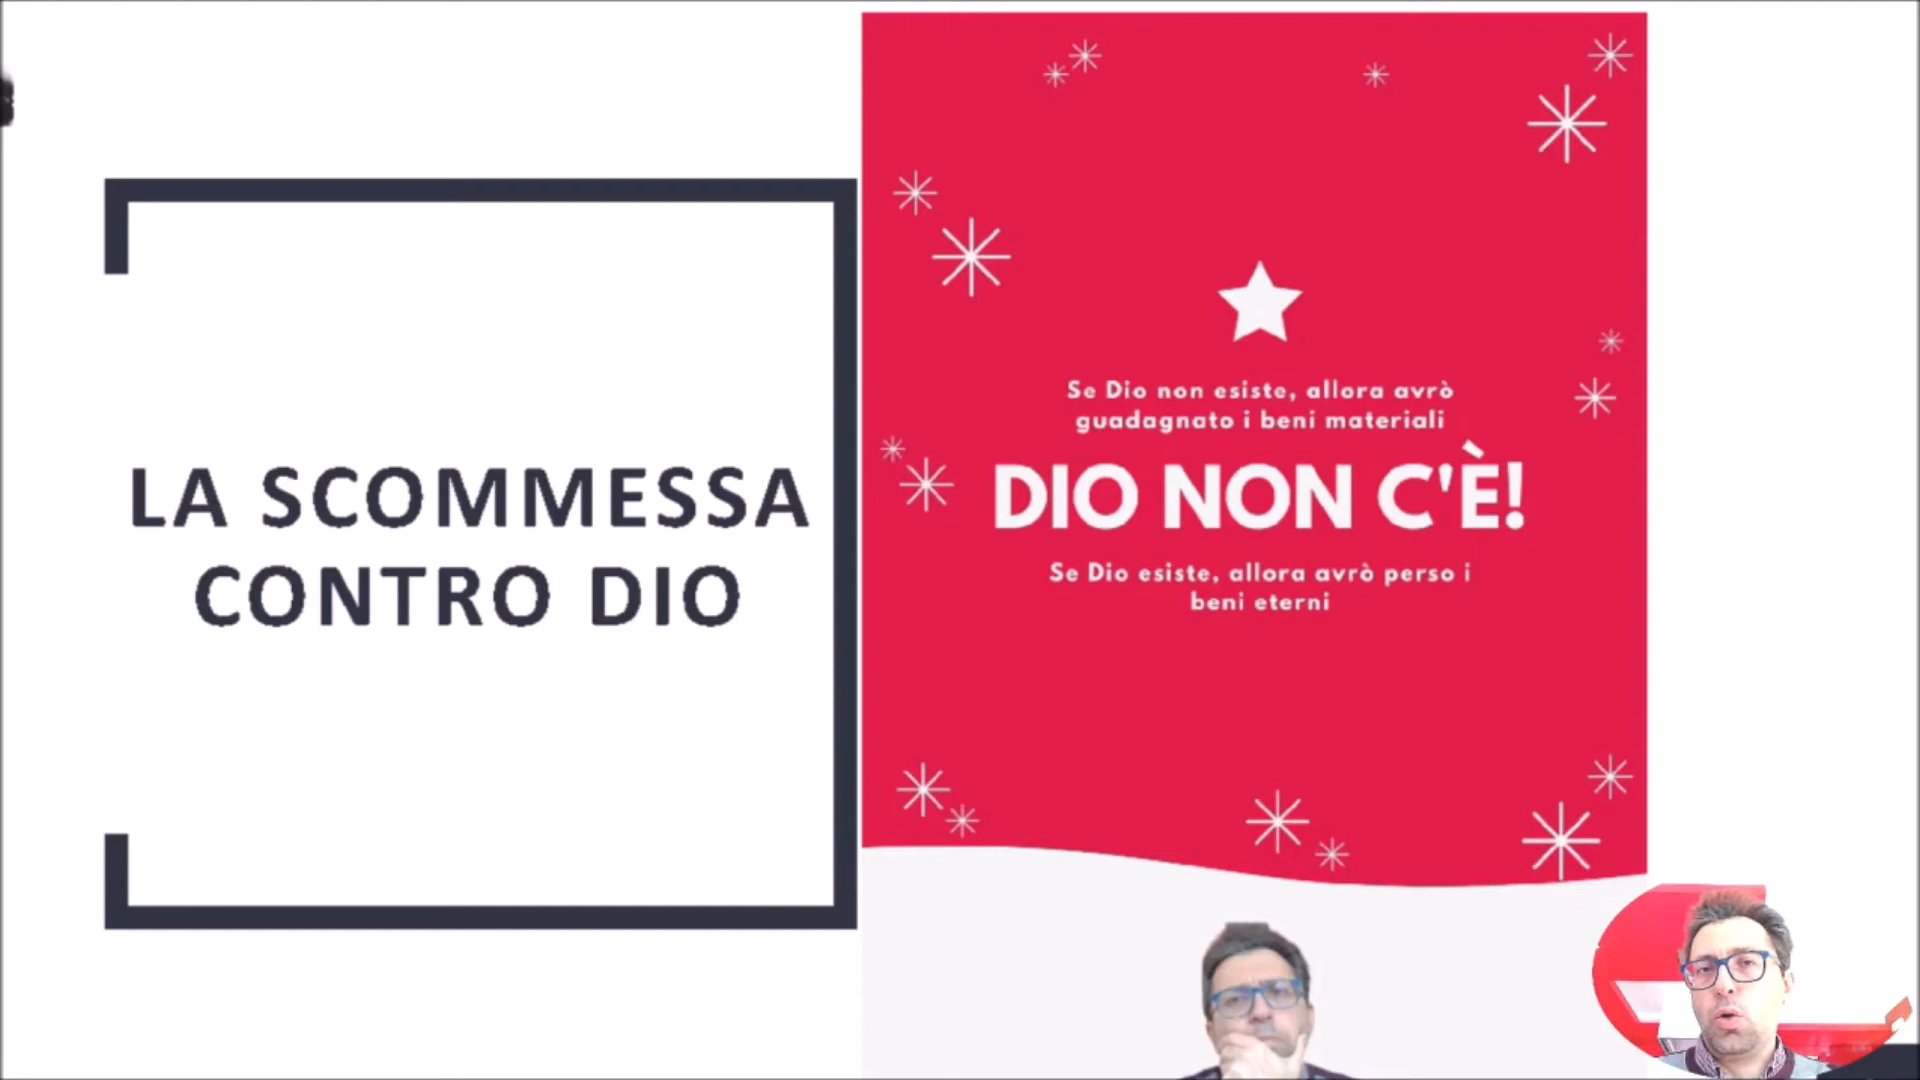 LA SCOMMESSA
CONTRO DIO
Se Dio non esiste, allora avrò
guadagnato i beni materiali
DIO NON C'È!
Se Dio esiste, allora avrò perso i
beni eterni